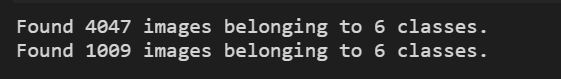 Found 4047 images belonging to 6 classes.
Found 1009 images belonging to 6 classes.